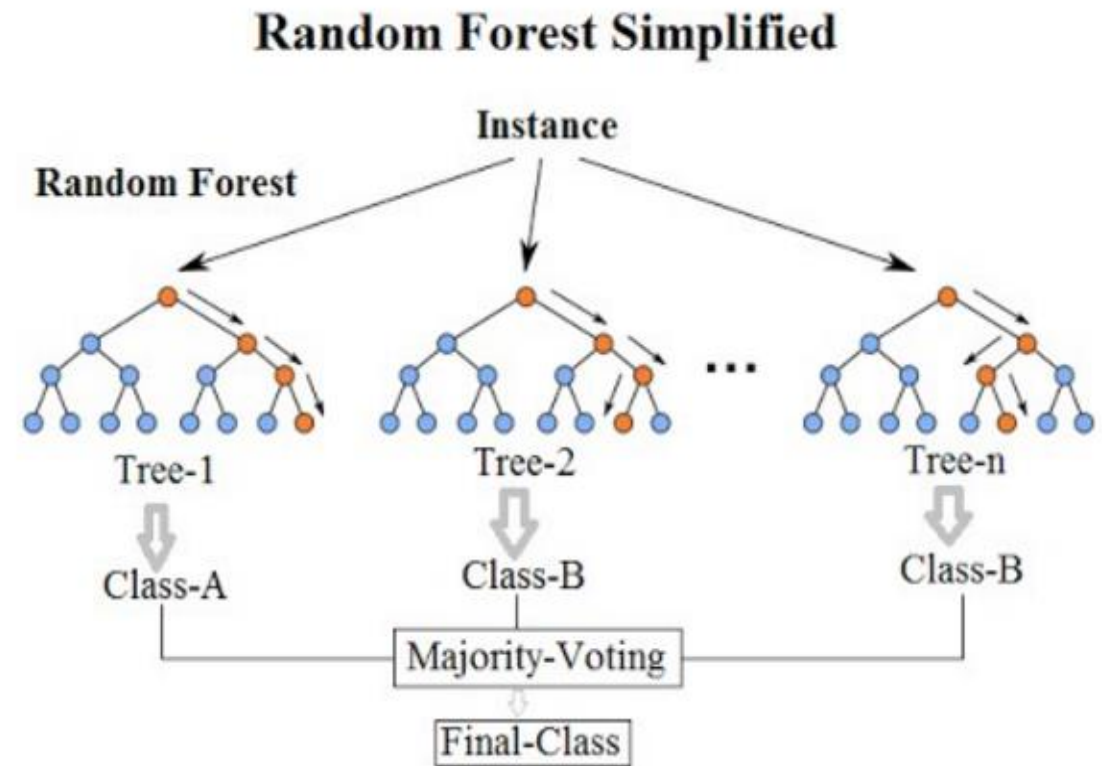 Random Forest Simplified
Instance
Random Forest
...
Tree-1
Tree-2
Tree-n
Class-A
Class-B
Class-B
Majority-Voting
Final-Class